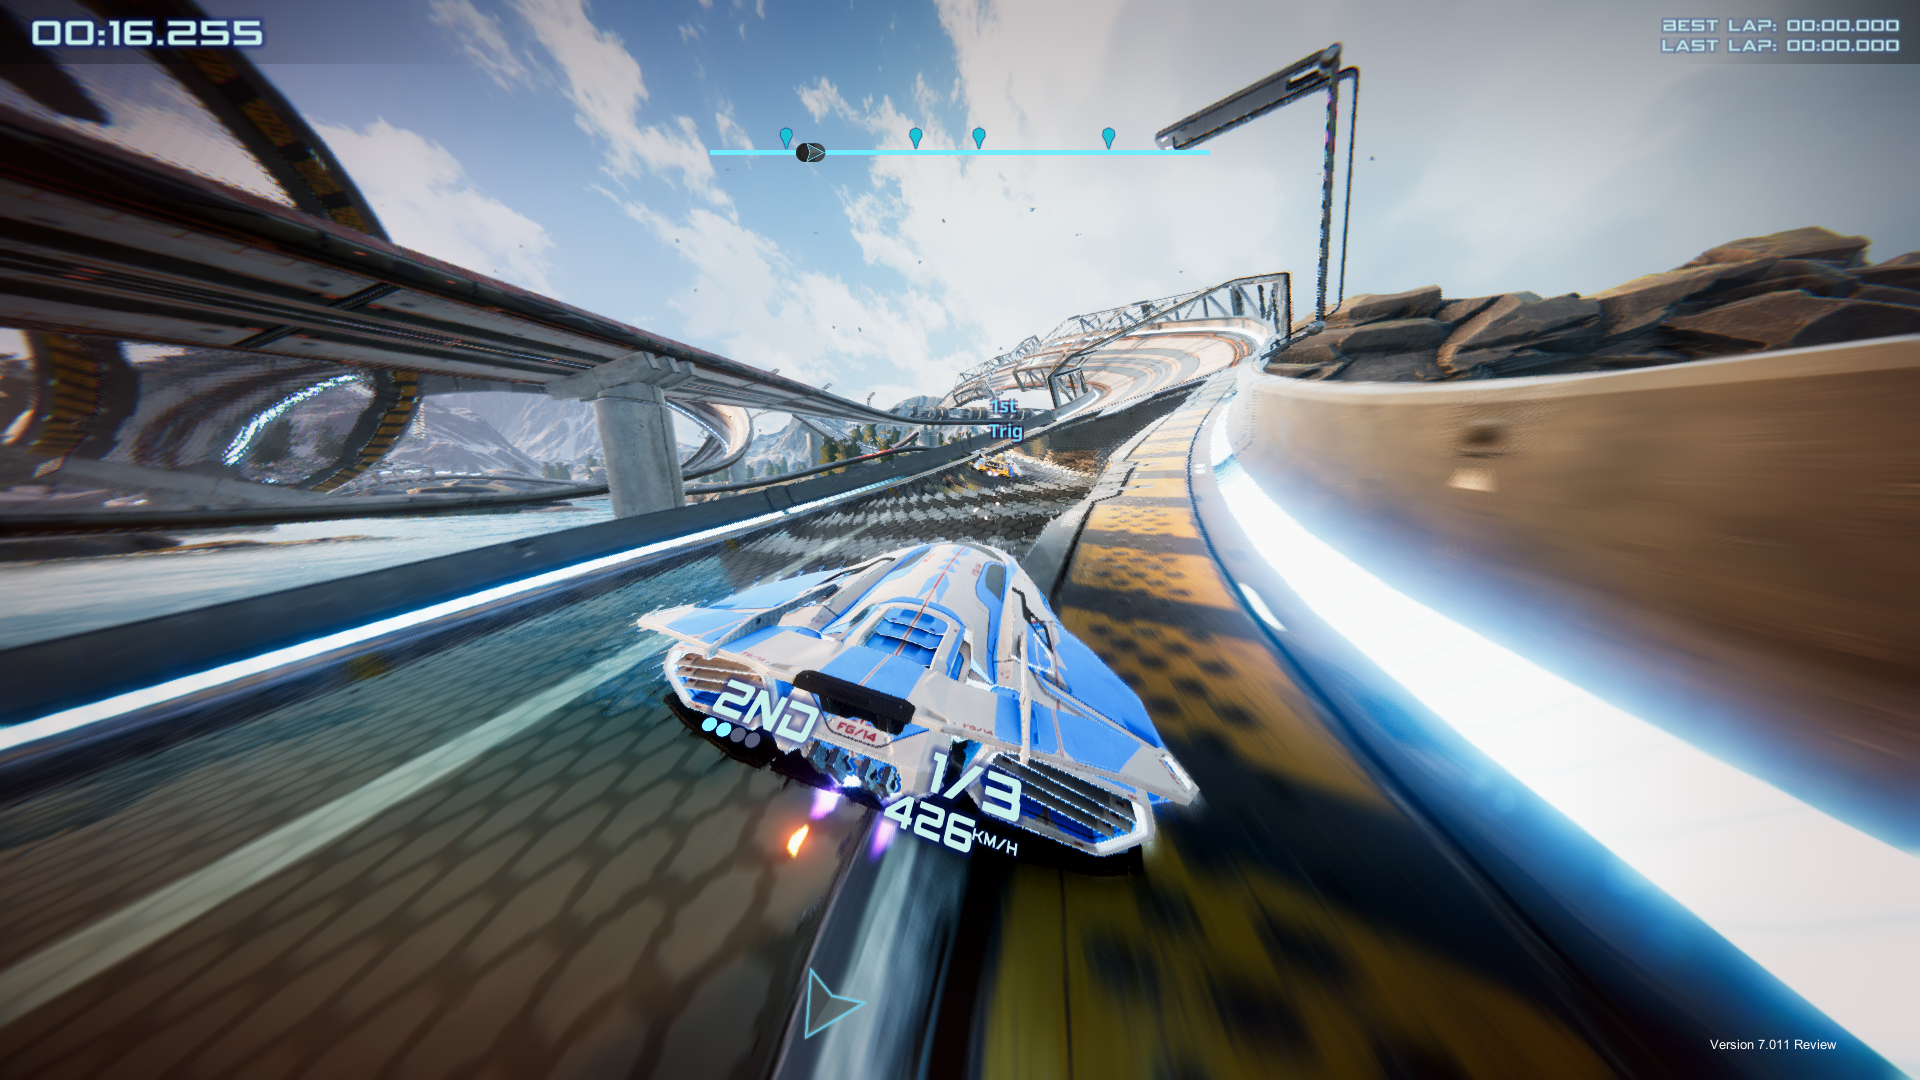 00:16.255
BEST LAP: 00:00.000
LAST LAP: 00:00.000
1st
Trig
2ND
FG/14
1/3
426KM/H
Version 7.011 Review